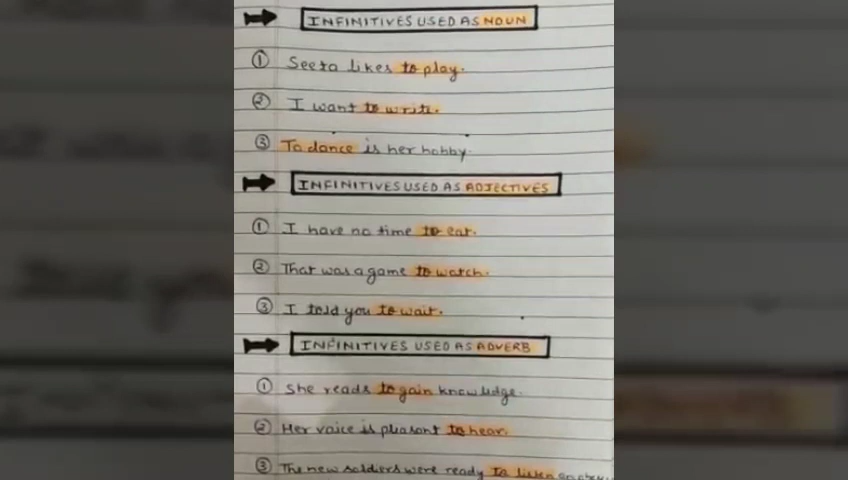 INFINITIVES USED AS NOUN
① Seeta likes to play.
② I want to write.
③ To dance is her hobby.
INFINITIVES USED AS ADJECTIVES
① I have no time to eat.
② That was a game to watch.
③ I told you to wait.
INFINITIVES USED AS ADVERB
① She reads to gain knowledge.
② Her voice is pleasant to hear.
③ The new soldiers were ready to listen